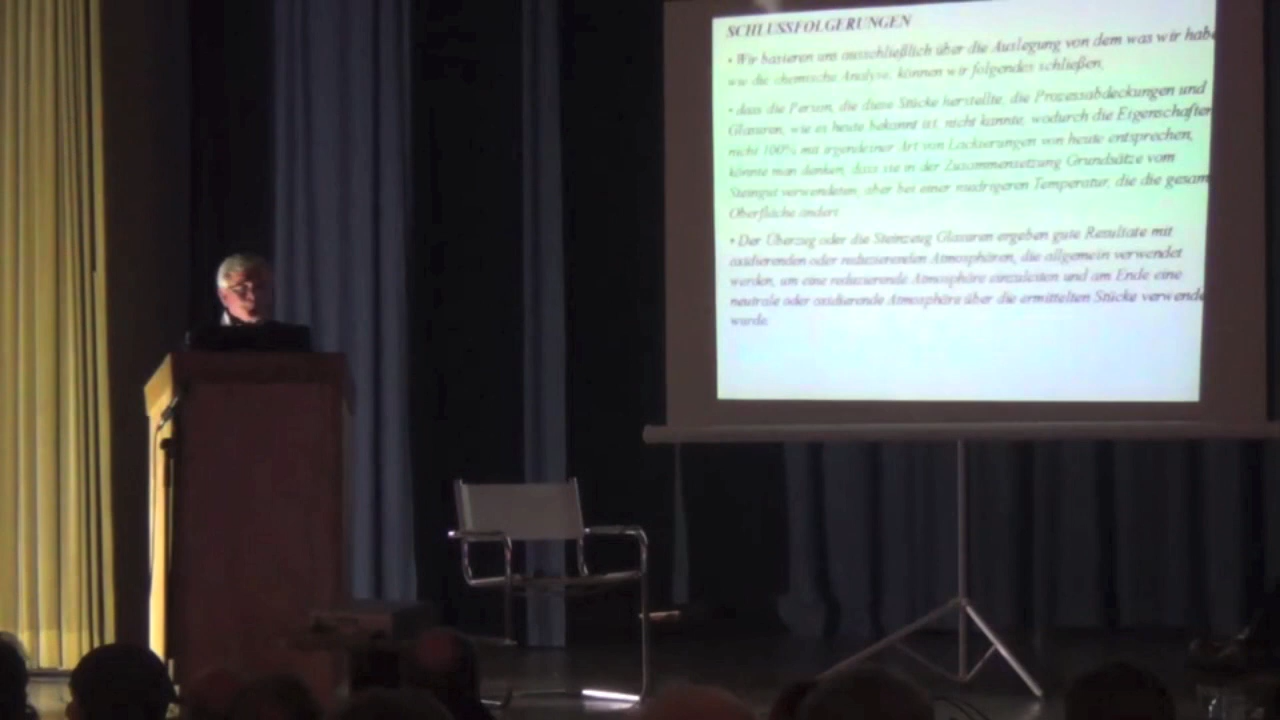 SCHLUSSFOLGERUNGEN
• Wir basieren uns ausschließlich über die Auslegung von dem was wir habe
wie die chemische Analyse, können wir folgendes schließen;
• dass die Person, die diese Stücke herstellte, die Prozessabdeckungen und
Glasuren, wie es heute bekannt ist, nicht kannte, wodurch die Eigenschaften
nicht 100% mit irgendeiner Art von Lackierungen von heute entsprechen,
könnte man denken, dass sie in der Zusammensetzung Grundsätze vom
Steingut verwendeten, aber bei einer niedrigeren Temperatur, die die gesam
Oberfläche ändert
• Der Überzug oder die Steinzeug Glasuren ergeben gute Resultate mit
oxidierenden oder reduzierenden Atmosphären, die allgemein verwendet
werden, um eine reduzierende Atmosphäre einzuleiten und am Ende eine
neutrale oder oxidierende Atmosphäre über die ermittelten Stücke verwende
wurde.